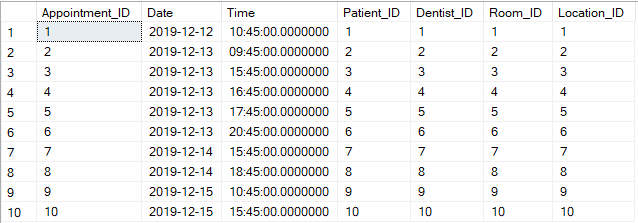 Appointment_ID Date Time Patient_ID Dentist_ID Room_ID Location_ID
1 1 2019-12-12 10:45:00.0000000 1 1 1 1
2 2 2019-12-13 09:45:00.0000000 2 2 2 2
3 3 2019-12-13 15:45:00.0000000 3 3 3 3
4 4 2019-12-13 16:45:00.0000000 4 4 4 4
5 5 2019-12-13 17:45:00.0000000 5 5 5 5
6 6 2019-12-13 20:45:00.0000000 6 6 6 6
7 7 2019-12-14 15:45:00.0000000 7 7 7 7
8 8 2019-12-14 18:45:00.0000000 8 8 8 8
9 9 2019-12-15 10:45:00.0000000 9 9 9 9
10 10 2019-12-15 15:45:00.0000000 10 10 10 10